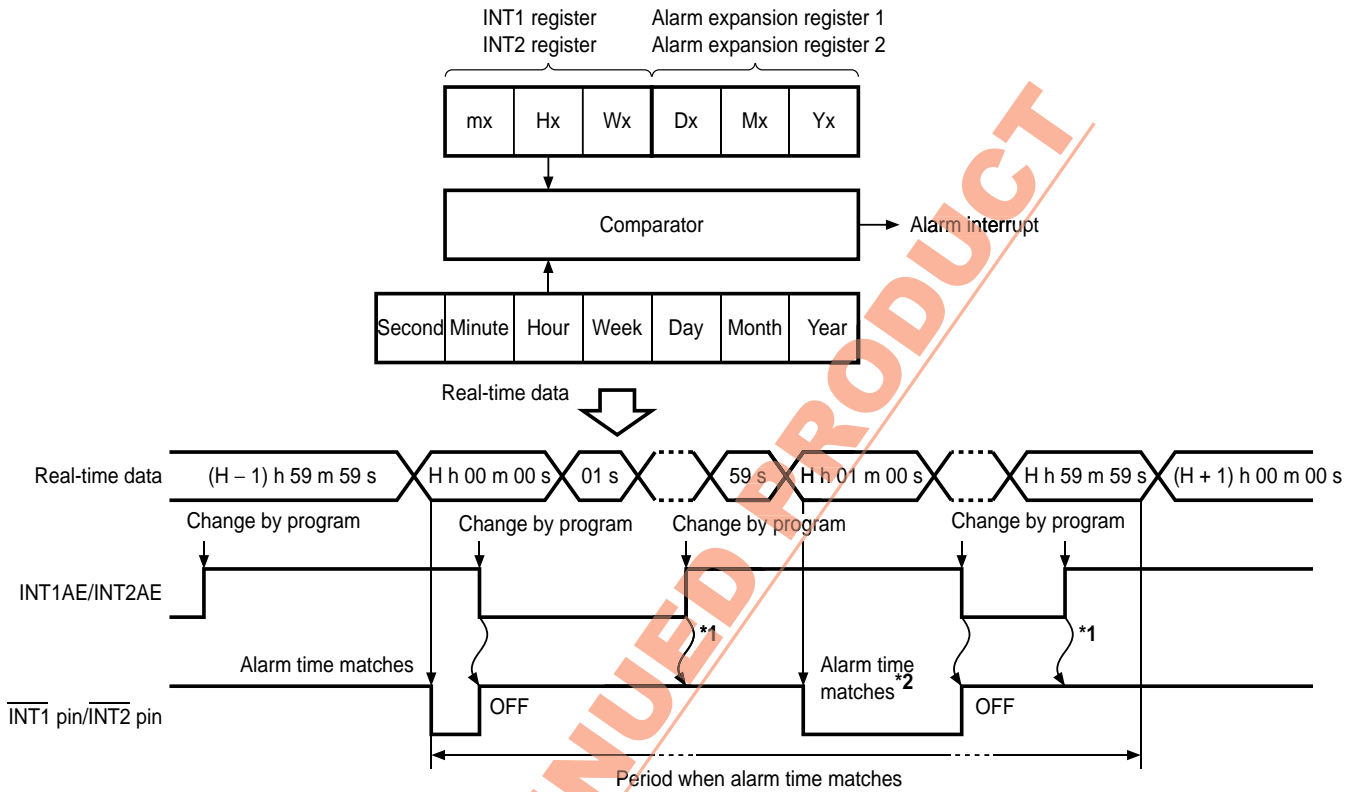 INT1 register
INT2 register
Alarm expansion register 1
Alarm expansion register 2
mx Hx Wx Dx Mx Yx
Comparator
Alarm interrupt
Second Minute Hour Week Day Month Year
Real-time data
Real-time data
(H – 1) h 59 m 59 s
H h 00 m 00 s
01 s
59 s
H h 01 m 00 s
H h 59 m 59 s
(H + 1) h 00 m 00 s
Change by program
Change by program
Change by program
Change by program
INT1AE/INT2AE
*1
*1
Alarm time matches
Alarm time
matches*2
INT1 pin/INT2 pin
OFF
OFF
Period when alarm time matches
NUED PRODUCT